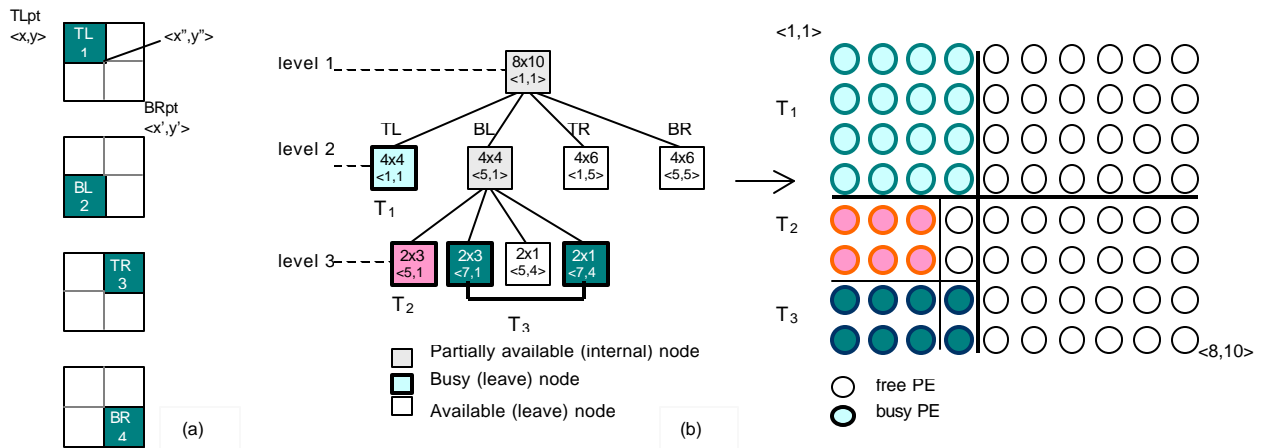 TLpt
<x,y>
TL
1
<x”,y”>
BRpt
<x’,y’>
BL
2
TR
3
BR
4
(a)
level 1
8x10
<1,1>
TL
BL
TR
BR
level 2
4x4
<1,1
4x4
<5,1>
4x6
<1,5>
4x6
<5,5>
T1
level 3
2x3
<5,1
2x3
<7,1
2x1
<5,4>
2x1
<7,4
T2
T3
Partially available (internal) node
Busy (leave) node
Available (leave) node
(b)
<1,1>
T1
T2
T3
<8,10>
free PE
busy PE